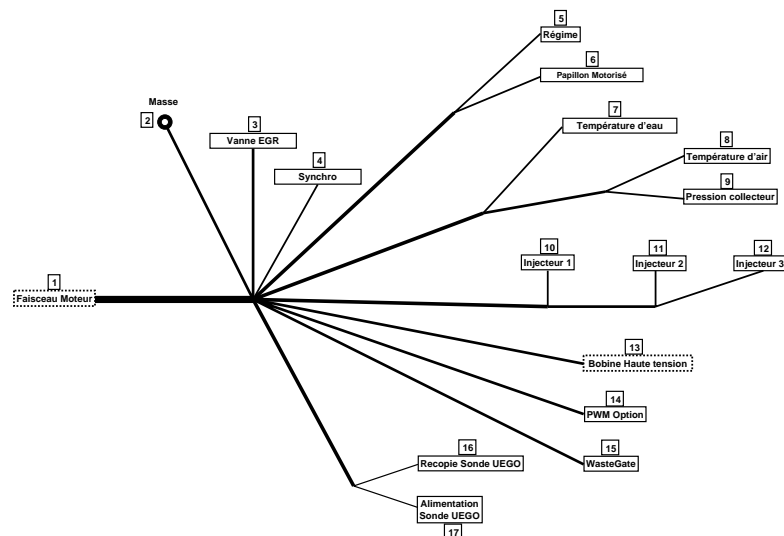 5
Régime
6
Papillon Motorisé
Masse
2
3
Vanne EGR
4
Synchro
7
Température d'eau
8
Température d'air
9
Pression collecteur
1
Faisceau Moteur
10
Injecteur 1
11
Injecteur 2
12
Injecteur 3
13
Bobine Haute tension
14
PWM Option
15
WasteGate
16
Recopie Sonde UEGO
Alimentation
Sonde UEGO
17